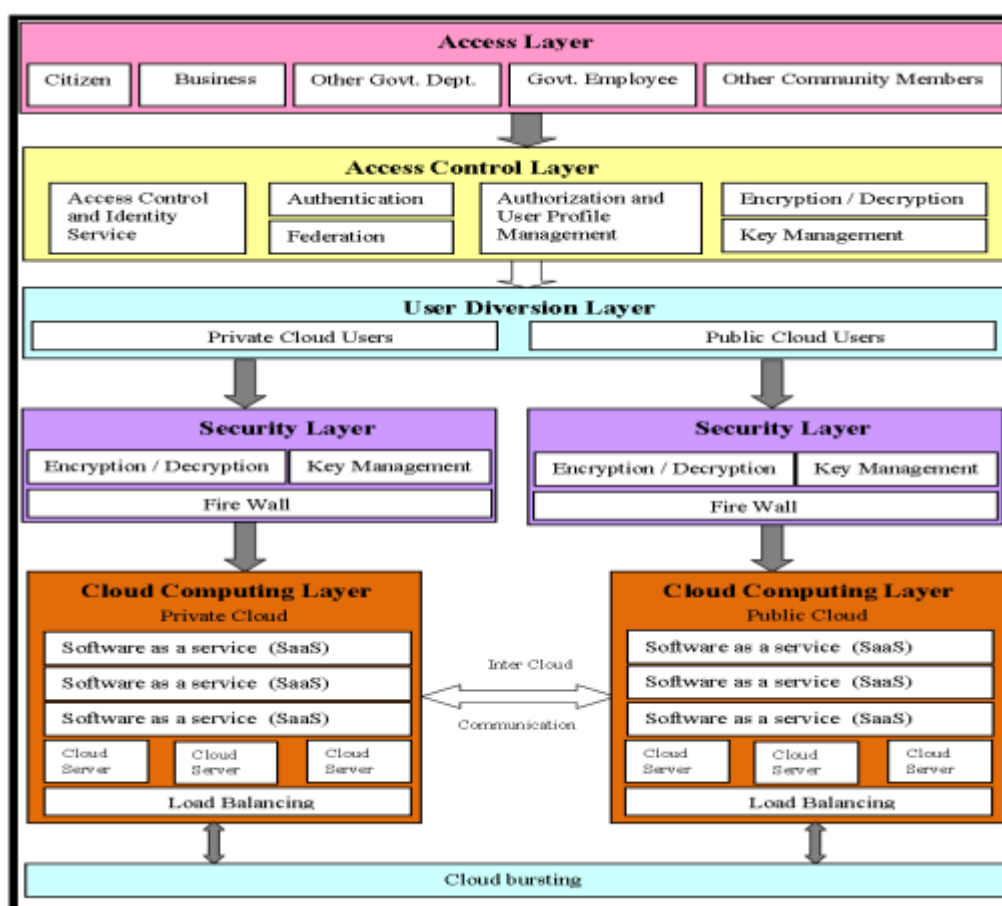 Access Layer
Citizen
Business
Other Govt. Dept.
Govt. Employee
Other Community Members
Access Control Layer
Access Control
and Identity
Service
Authentication
Federation
Authorization and
User Profile
Management
Encryption / Decryption
Key Management
User Diversion Layer
Private Cloud Users
Public Cloud Users
Security Layer
Encryption / Decryption
Key Management
Fire Wall
Security Layer
Encryption / Decryption
Key Management
Fire Wall
Cloud Computing Layer
Private Cloud
Software as a service (SaaS)
Software as a service (SaaS)
Software as a service (SaaS)
Cloud
Server
Cloud
Server
Cloud
Server
Load Balancing
Inter Cloud
Communication
Cloud Computing Layer
Public Cloud
Software as a service (SaaS)
Software as a service (SaaS)
Software as a service (SaaS)
Cloud
Server
Cloud
Server
Cloud
Server
Load Balancing
Cloud bursting